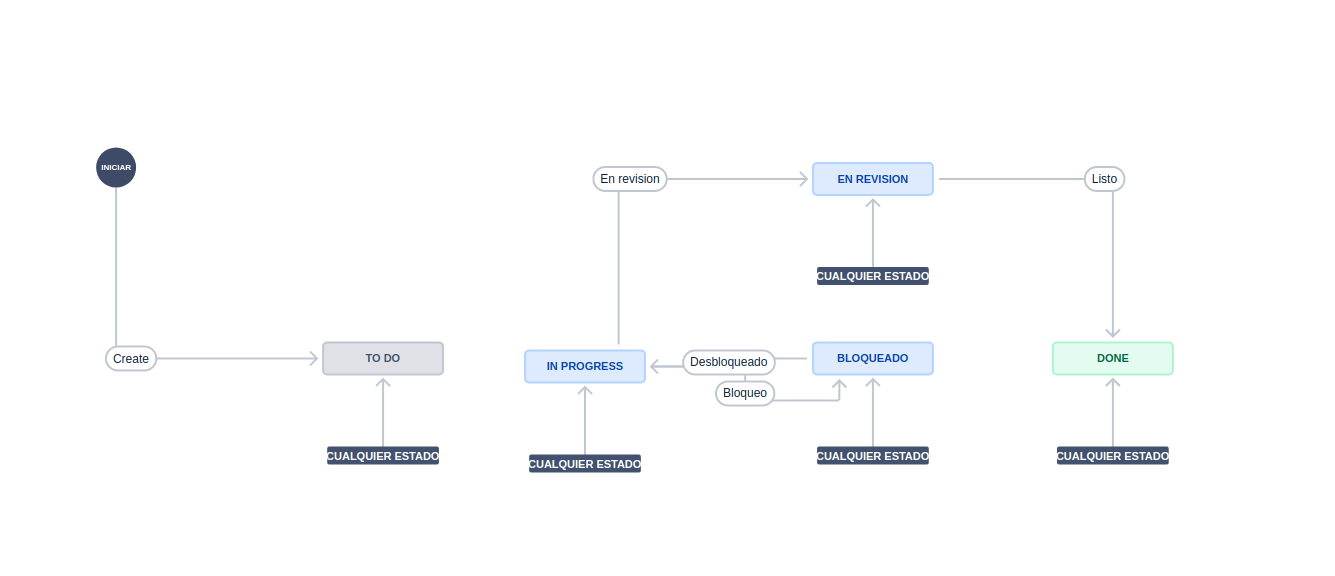 INICIAR
En revision
EN REVISION
Listo
CUALQUIER ESTADO
Create
TO DO
IN PROGRESS
Desbloqueado
BLOQUEADO
DONE
Bloqueo
CUALQUIER ESTADO
CUALQUIER ESTADO
CUALQUIER ESTADO
CUALQUIER ESTADO